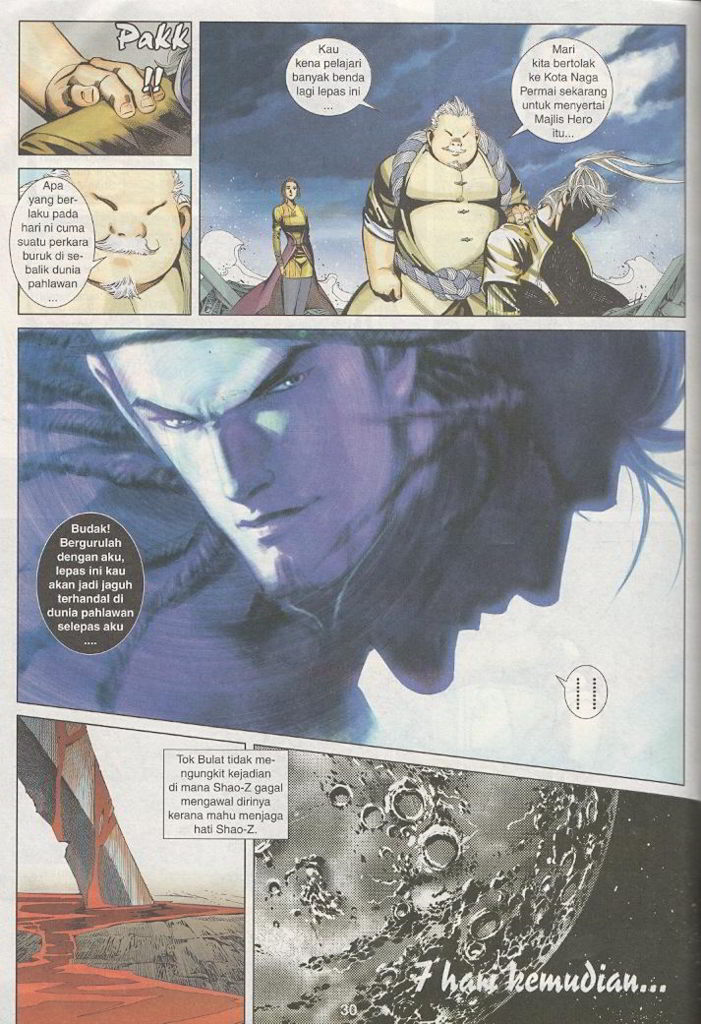 Pakk
!!
Apa
yang ber-
laku pada
hari ni cuma
suatu perkara
buruk di se-
balik dunia
pahlawan
...
Kau
kena pelajari
banyak benda
lagi lepas ini
...
Mari
kita bertolak
ke Kota Naga
Permai sekarang
untuk menyertai
Majlis Hero
itu...
Budak!
Bergurulah
dengan aku,
lepas ini kau
akan jadi jaguh
terhandal di
dunia pahlawan
selepas aku
....
Tok Bulat tidak me-
ngungkit kejadian
di mana Shao-Z gagal
mengawal dirinya
kerana mahu menjaga
hati Shao-Z.
7 hari kemudian...
30